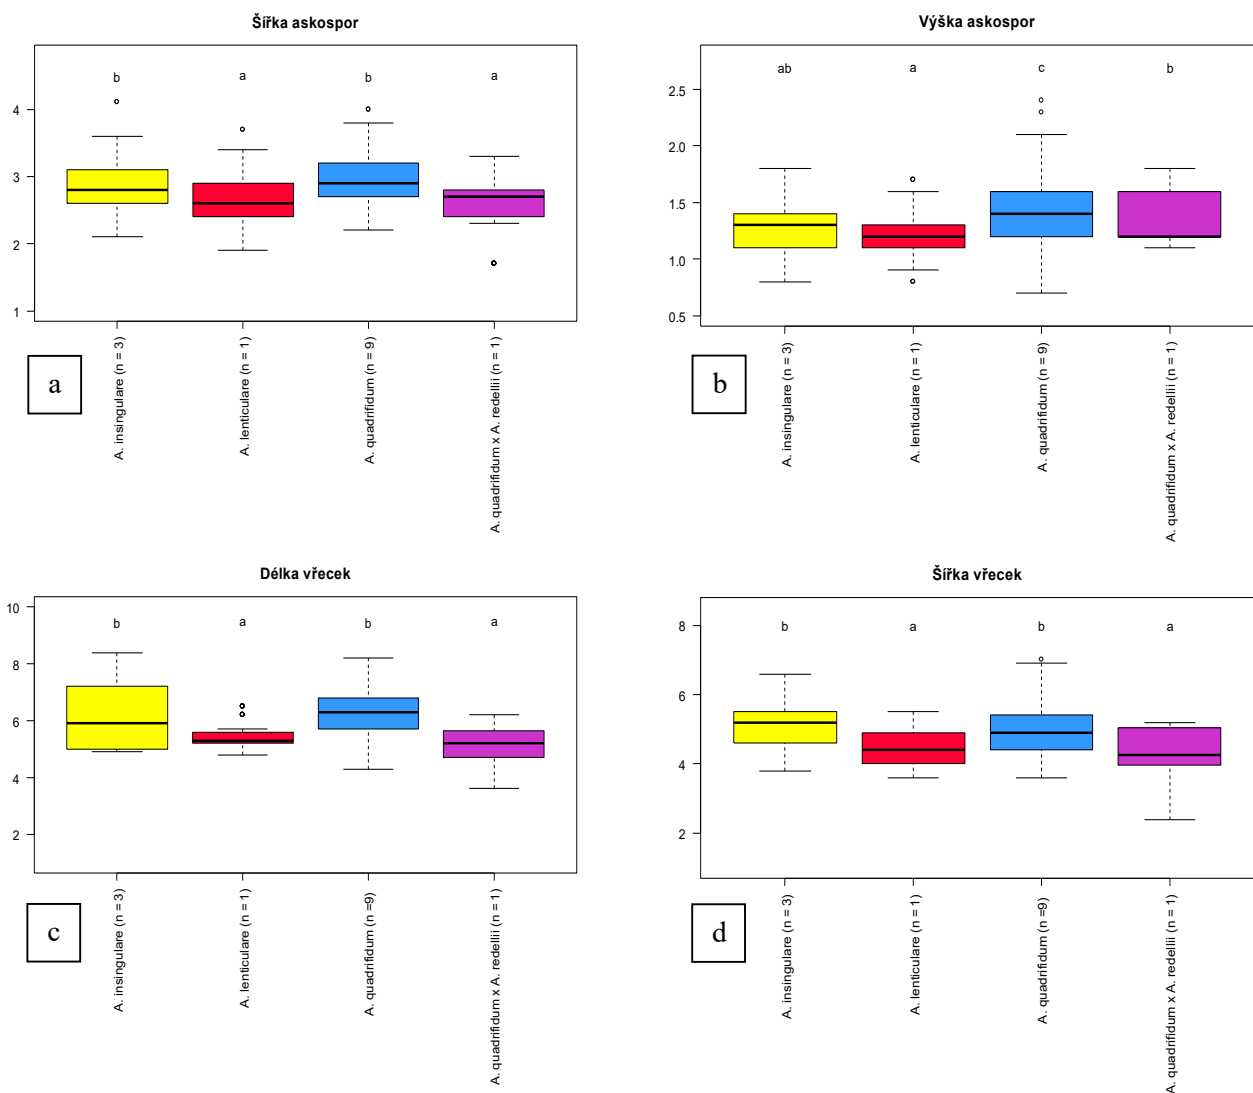 Šířka askospor
b
a
b
a
4
3
2
1
A. insingulare (n = 3)
A. lenticulare (n = 1)
A. quadrifidum (n = 9)
A. quadrifidum x A. redellii (n = 1)
a
Výška askospor
ab
a
c
b
2.5
2.0
1.5
1.0
0.5
A. insingulare (n = 3)
A. lenticulare (n = 1)
A. quadrifidum (n = 9)
A. quadrifidum x A. redellii (n = 1)
b
Délka vřecek
b
a
b
a
10
8
6
4
2
A. insingulare (n = 3)
A. lenticulare (n = 1)
A. quadrifidum (n =9)
A. quadrifidum x A. redellii (n = 1)
c
Šířka vřecek
b
a
b
a
8
6
4
2
A. insingulare (n = 3)
A. lenticulare (n = 1)
A. quadrifidum (n =9)
A. quadrifidum x A. redellii (n = 1)
d